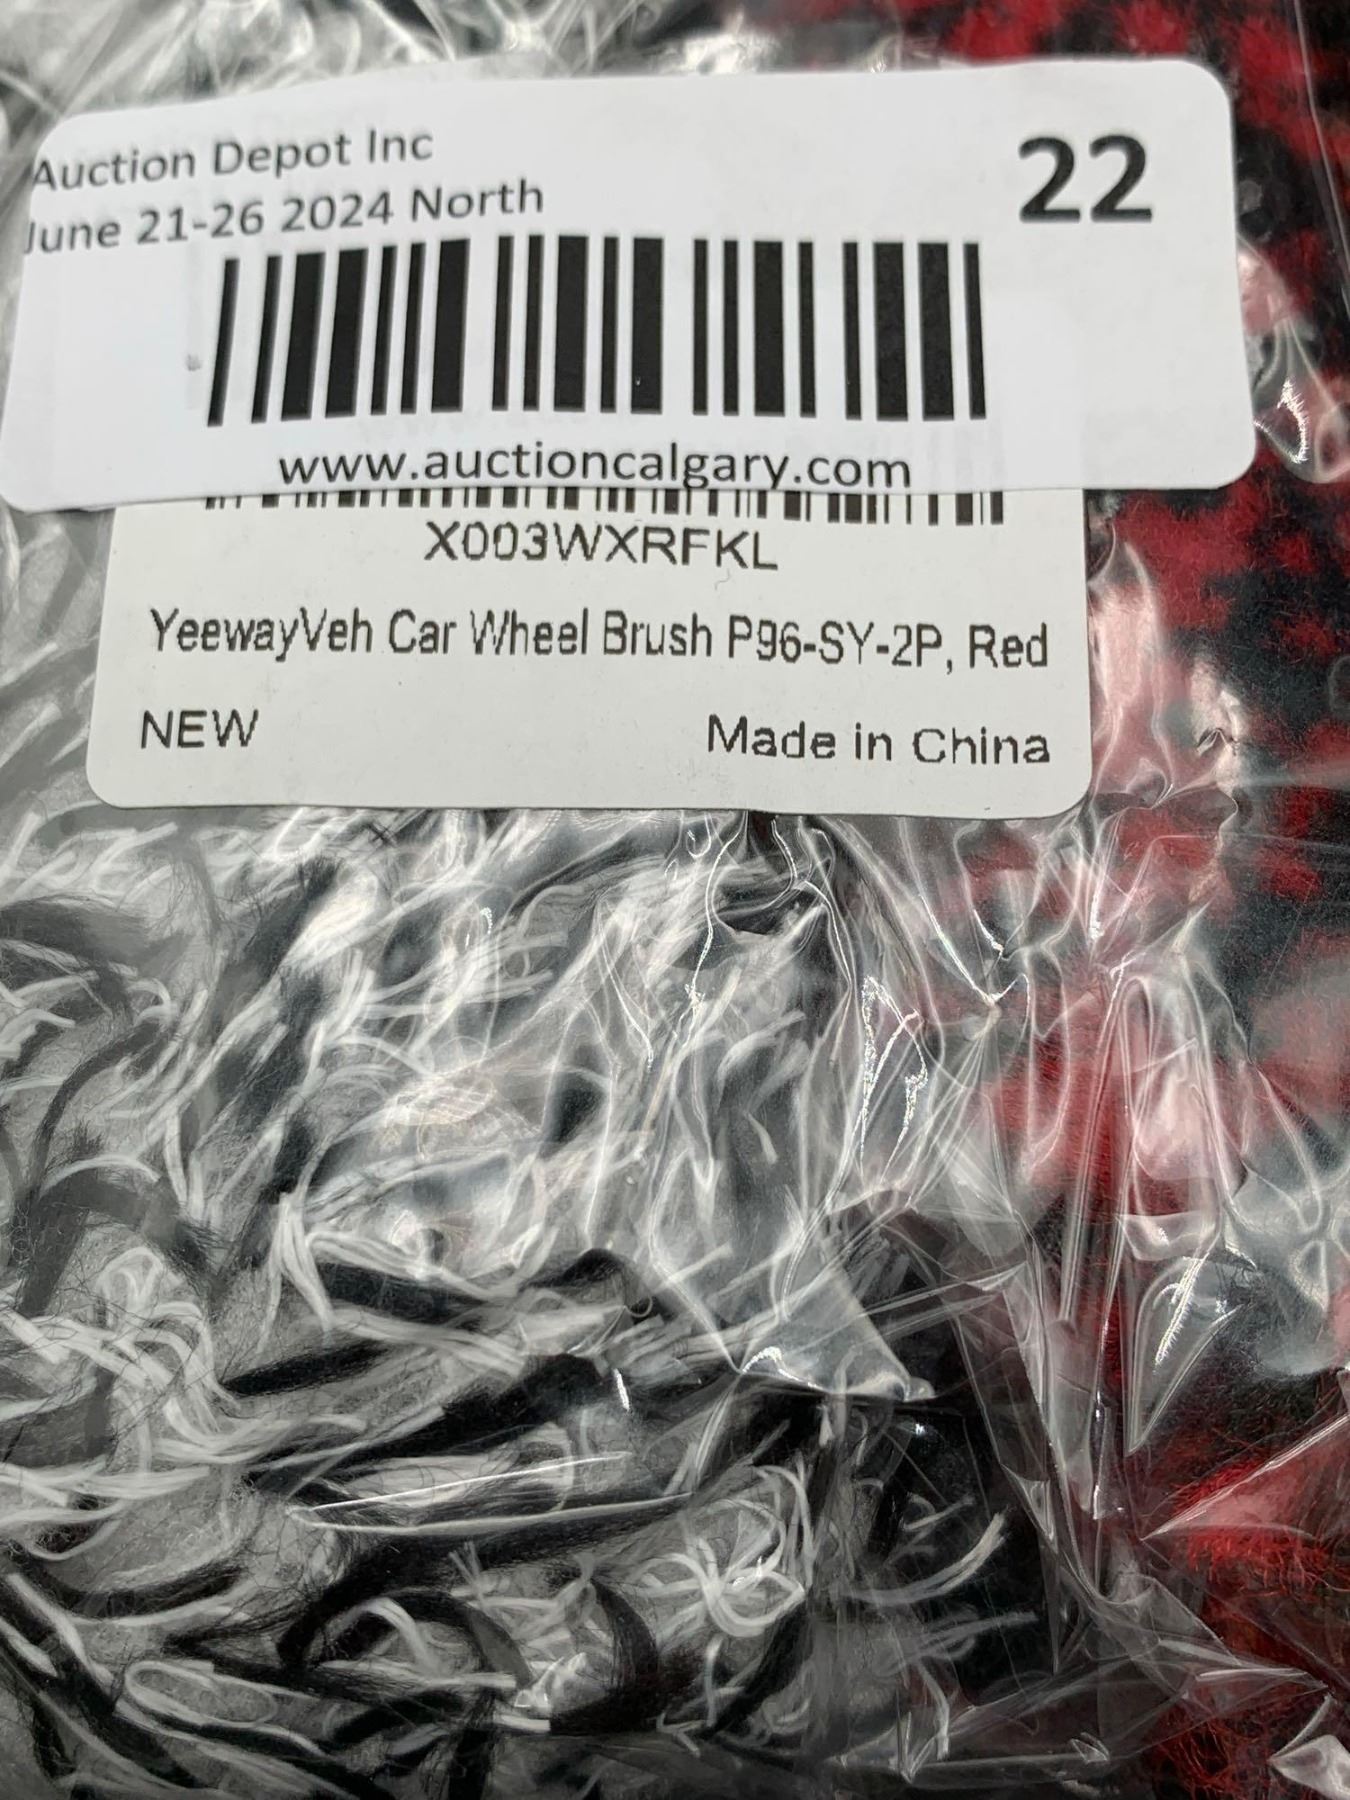 Auction Depot Inc
22
June 21-26 2024 North
www.auctioncalgary.com
X003WXRFKL
YeewayVeh Car Wheel Brush P96-SY-2P, Red
NEW
Made in China